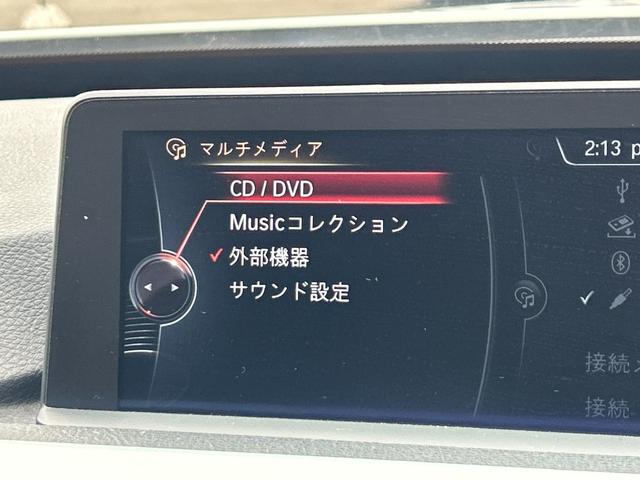 マルチメディア
2:13 p
CD / DVD
Musicコレクション
外部機器
サウンド設定
接続
接続